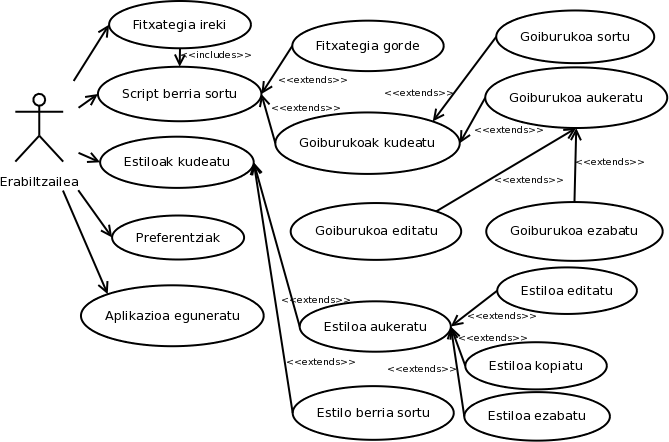 Fitxategia ireki
<<includes>>
Fitxategia gorde
Goiburukoa sortu
<<extends>>
<<extends>>
Script berria sortu
Goiburukoa aukeratu
<<extends>>
<<extends>>
Goiburukoak kudeatu
Estiloak kudeatu
<<extends>>
Erabiltzailea
<<extends>>
Preferentziak
Goiburukoa editatu
Goiburukoa ezabatu
Estiloa editatu
<<extends>>
Aplikazioa eguneratu
<<extends>>
Estiloa aukeratu
<<extends>>
<<extends>>
Estiloa kopiatu
<<extends>>
Estilo berria sortu
Estiloa ezabatu